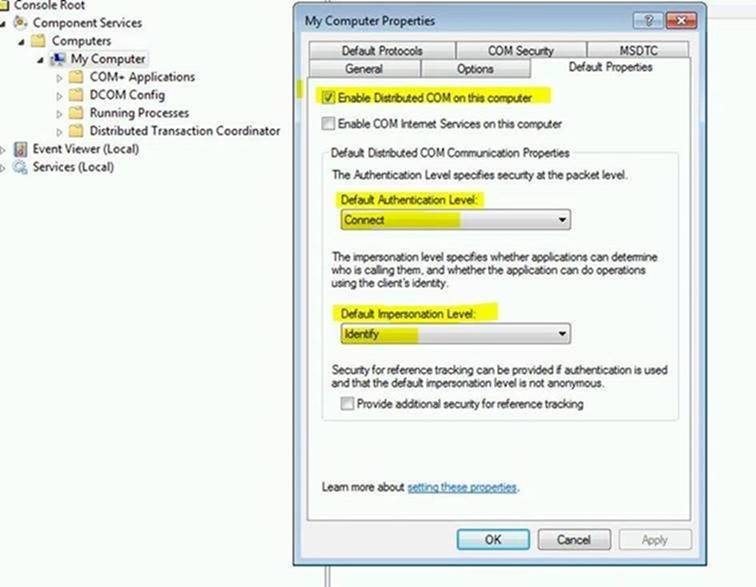 Console Root
Component Services
Computers
My Computer
COM+ Applications
DCOM Config
Running Processes
Distributed Transaction Coordinator
Event Viewer (Local)
Services (Local)
My Computer Properties
Default Protocols
COM Security
MSDTC
General
Options
Default Properties
Enable Distributed COM on this computer
Enable COM Internet Services on this computer
Default Distributed COM Communication Properties
The Authentication Level specifies security at the packet level.
Default Authentication Level:
Connect
The impersonation level specifies whether applications can determine
who is calling them, and whether the application can do operations
using the client's identity.
Default Impersonation Level:
Identify
Security for reference tracking can be provided if authentication is used
and that the default impersonation level is not anonymous.
Provide additional security for reference tracking
Learn more about setting these properties.
OK
Cancel
Apply